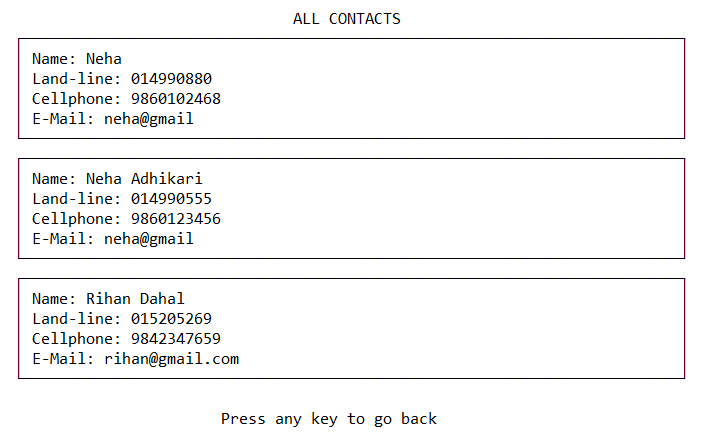 ALL CONTACTS
Name: Neha
Land-line: 014990880
Cellphone: 9860102468
E-Mail: neha@gmail
Name: Neha Adhikari
Land-line: 014990555
Cellphone: 9860123456
E-Mail: neha@gmail
Name: Rihan Dahal
Land-line: 015205269
Cellphone: 9842347659
E-Mail: rihan@gmail.com
Press any key to go back